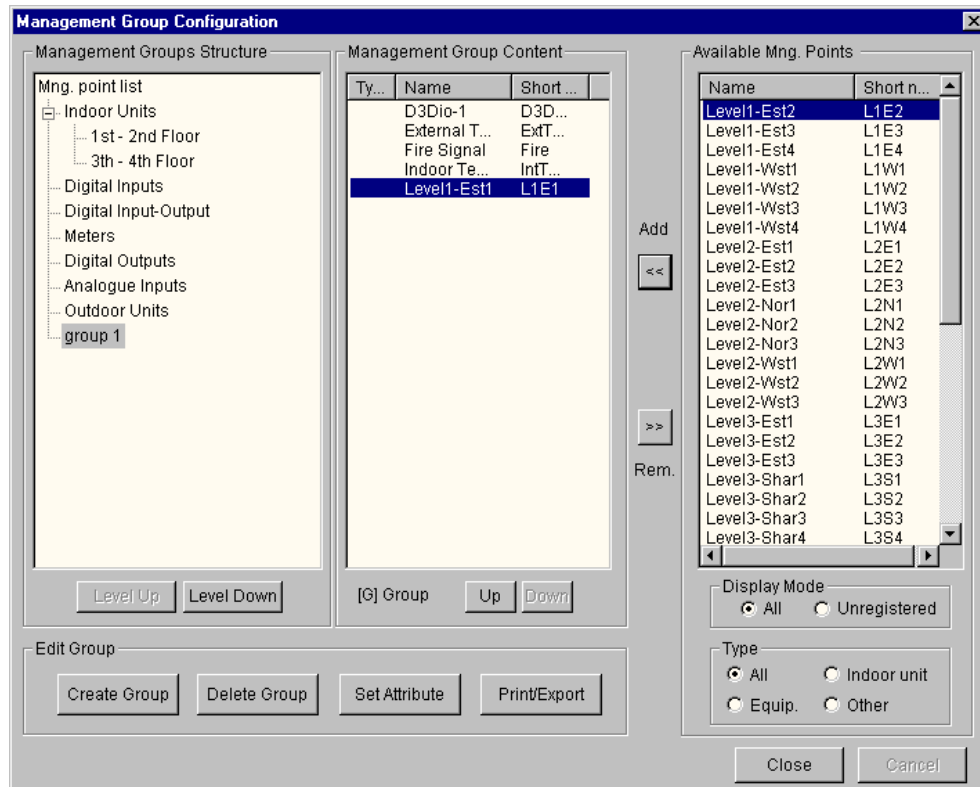 Management Group Configuration
Management Groups Structure
Mng. point list
Indoor Units
1st - 2nd Floor
3th - 4th Floor
Digital Inputs
Digital Input-Output
Meters
Digital Outputs
Analogue Inputs
Outdoor Units
group 1
Level Up Level Down
Management Group Content
Ty... Name Short ...
D3Dio-1 D3D...
External T... ExtT...
Fire Signal Fire
Indoor Te... IntT...
Level1-Est1 L1E1
[G] Group Up Down
Add
<<
>>
Rem.
Available Mng. Points
Name Short n...
Level1-Est2 L1E2
Level1-Est3 L1E3
Level1-Est4 L1E4
Level1-Wst1 L1W1
Level1-Wst2 L1W2
Level1-Wst3 L1W3
Level1-Wst4 L1W4
Level2-Est1 L2E1
Level2-Est2 L2E2
Level2-Est3 L2E3
Level2-Nor1 L2N1
Level2-Nor2 L2N2
Level2-Nor3 L2N3
Level2-Wst1 L2W1
Level2-Wst2 L2W2
Level2-Wst3 L2W3
Level3-Est1 L3E1
Level3-Est2 L3E2
Level3-Est3 L3E3
Level3-Shar1 L3S1
Level3-Shar2 L3S2
Level3-Shar3 L3S3
Level3-Shar4 L3S4
Display Mode
All Unregistered
Type
All Indoor unit
Equip. Other
Edit Group
Create Group Delete Group Set Attribute Print/Export
Close Cancel